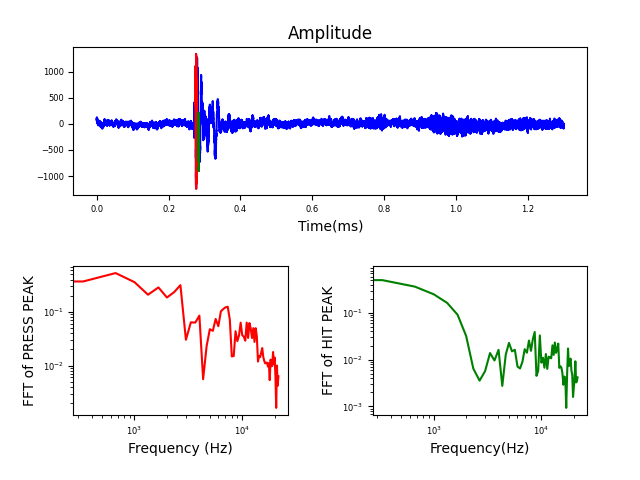 Amplitude
1000
500
0
−500
−1000
0.0 0.2 0.4 0.6 0.8 1.0 1.2
Time(ms)
FFT of PRESS PEAK
10⁻¹
10⁻²
10³ 10⁴
Frequency (Hz)
FFT of HIT PEAK
10⁻¹
10⁻²
10⁻³
10³ 10⁴
Frequency(Hz)